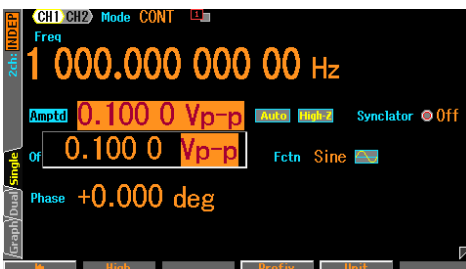 CH1 CH2 Mode CONT 1
Freq
1 000.000 000 00 Hz
Amptd 0.100 0 Vp-p Auto High-Z Synclator Off
Of 0.100 0 Vp-p Fctn Sine
Phase +0.000 deg
High Prefix Unit
2ch: INDEP
Single
Dual
Graph